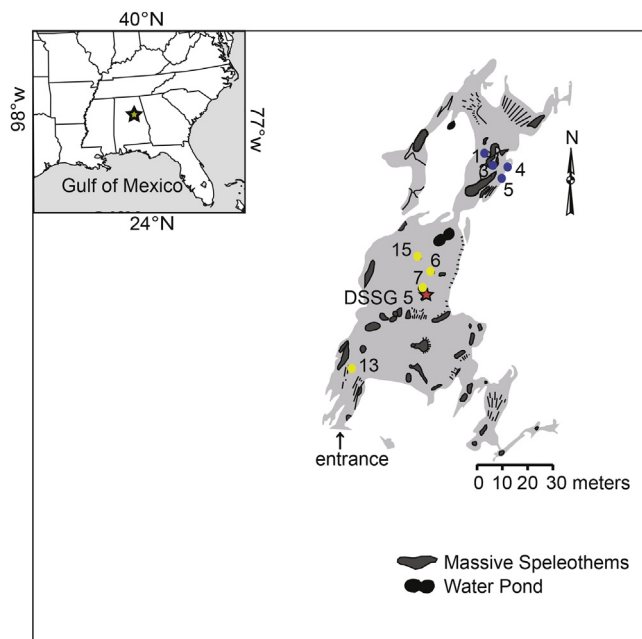 40°N
98°w
77°w
Gulf of Mexico
24°N
N
1
3
4
5
15
6
7
DSSG 5
13
entrance
0 10 20 30 meters
Massive Speleothems
Water Pond